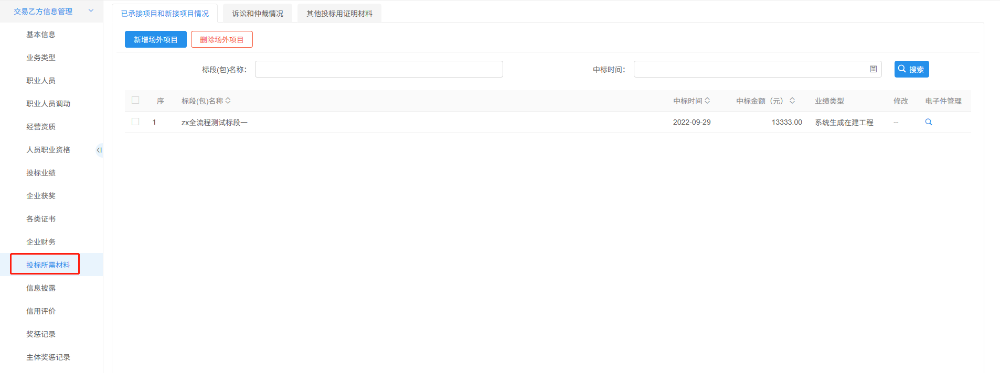 交易乙方信息管理
基本信息
业务类型
职业人员
职业人员调动
经营资质
人员职业资格
投标业绩
企业获奖
各类证书
企业财务
投标所需材料
信息披露
信用评价
奖惩记录
主体奖惩记录
已承接项目和新接项目情况 诉讼和仲裁情况 其他投标用证明材料
新增场外项目 删除场外项目
标段(包)名称： 中标时间： 搜索
序 标段(包)名称 中标时间 中标金额（元） 业绩类型 修改 电子件管理
1 zx全流程测试标段一 2022-09-29 13333.00 系统生成在建工程 --